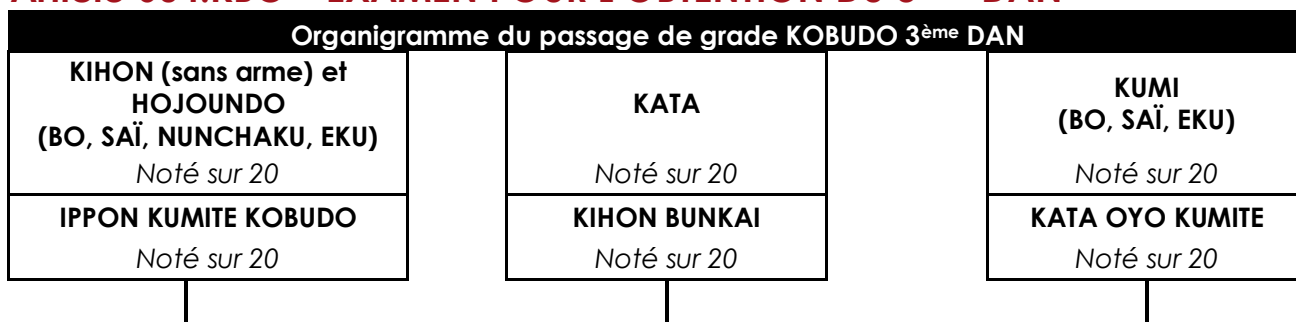 Organigramme du passage de grade KOBUDO 3ème DAN
KIHON (sans arme) et
HOJOUNDO
(BO, SAÏ, NUNCHAKU, EKU)
Noté sur 20
KATA
Noté sur 20
KUMI
(BO, SAÏ, EKU)
Noté sur 20
IPPON KUMITE KOBUDO
Noté sur 20
KIHON BUNKAI
Noté sur 20
KATA OYO KUMITE
Noté sur 20